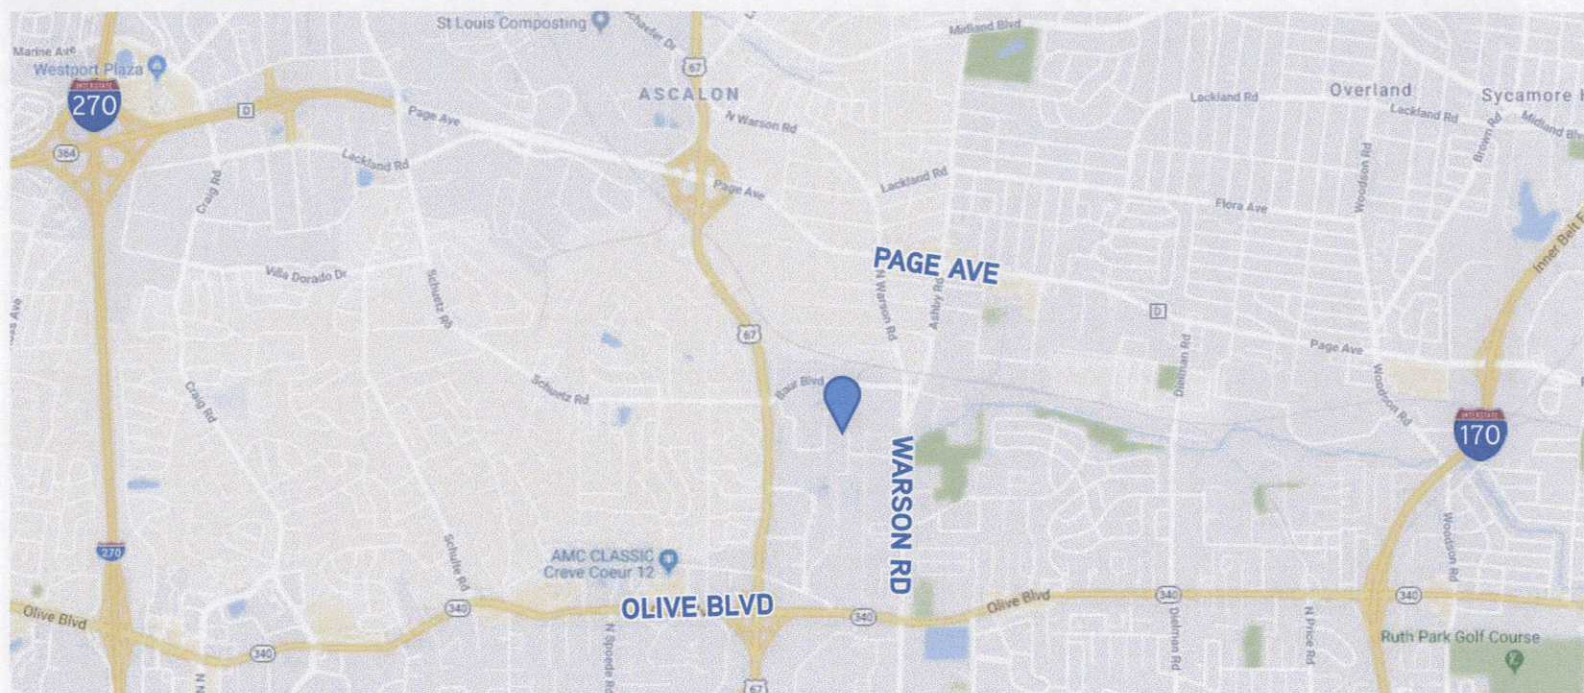 St Louis Composting
Schaefer Dr
Midland Blvd
Marine Ave
Westport Plaza
67
INTERSTATE
270
ASCALON
Overland
Sycamore
Lackland Rd
Lackland Rd
Midland Blv
D
Page Ave
N Warson Rd
Brown Rd
364
Lackland Rd
Craig Rd
Page Ave
Lackland Rd
Woodson Rd
Flora Ave
Inner Belt E
PAGE AVE
Villa Dorado Dr
Schuetz Rd
N Warson Rd
Ashby Rd
D
67
Page Ave
Dielman Rd
Schuetz Rd
Baur Blvd
Craig Rd
Woodson Rd
INTERSTATE
170
WARSON RD
270
Schulte Rd
AMC CLASSIC
Creve Coeur 12
Woodson Rd
Olive Blvd
340
OLIVE BLVD
340
Olive Blvd
340
340
340
N Spoede Rd
Dielman Rd
N Price Rd
Ruth Park Golf Course
67